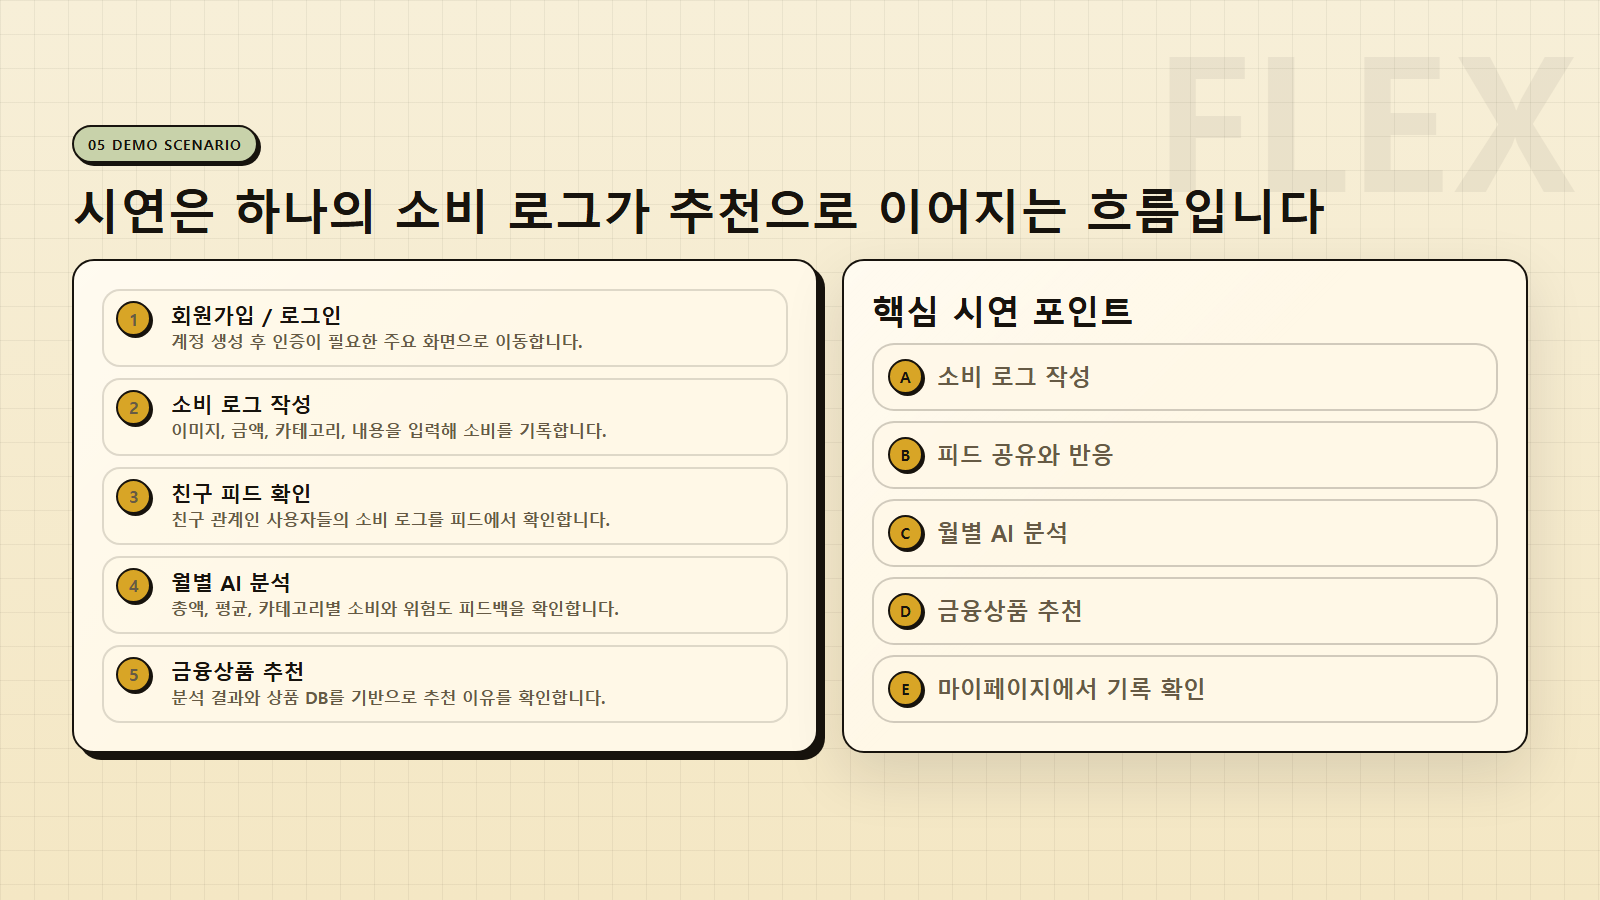 FLEX
05 DEMO SCENARIO
시연은 하나의 소비 로그가 추천으로 이어지는 흐름입니다
1 회원가입 / 로그인
계정 생성 후 인증이 필요한 주요 화면으로 이동합니다.
2 소비 로그 작성
이미지, 금액, 카테고리, 내용을 입력해 소비를 기록합니다.
3 친구 피드 확인
친구 관계인 사용자들의 소비 로그를 피드에서 확인합니다.
4 월별 AI 분석
총액, 평균, 카테고리별 소비와 위험도 피드백을 확인합니다.
5 금융상품 추천
분석 결과와 상품 DB를 기반으로 추천 이유를 확인합니다.
핵심 시연 포인트
A 소비 로그 작성
B 피드 공유와 반응
C 월별 AI 분석
D 금융상품 추천
E 마이페이지에서 기록 확인